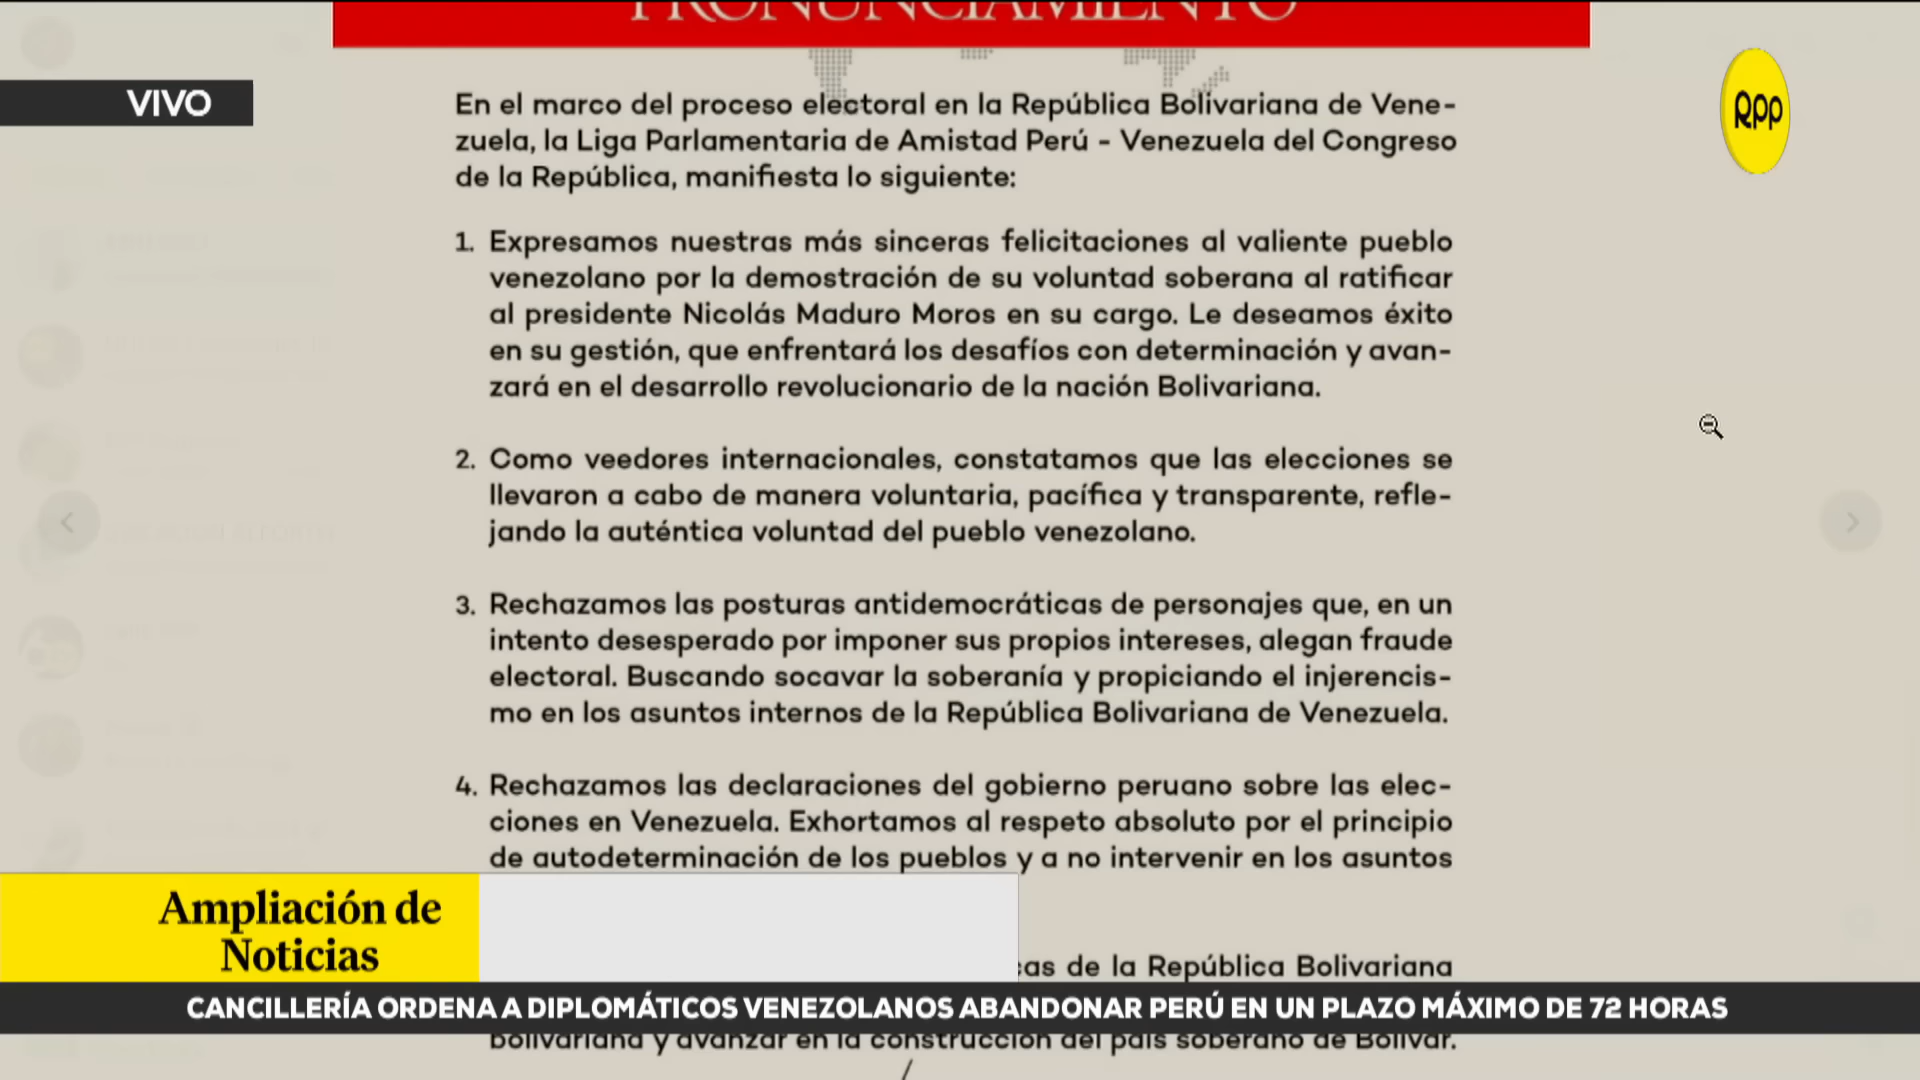 PRONUNCIAMIENTO
VIVO
Rpp
En el marco del proceso electoral en la República Bolivariana de Vene-
zuela, la Liga Parlamentaria de Amistad Perú - Venezuela del Congreso
de la República, manifiesta lo siguiente:
1. Expresamos nuestras más sinceras felicitaciones al valiente pueblo
venezolano por la demostración de su voluntad soberana al ratificar
al presidente Nicolás Maduro Moros en su cargo. Le deseamos éxito
en su gestión, que enfrentará los desafíos con determinación y avan-
zará en el desarrollo revolucionario de la nación Bolivariana.
2. Como veedores internacionales, constatamos que las elecciones se
llevaron a cabo de manera voluntaria, pacífica y transparente, refle-
jando la auténtica voluntad del pueblo venezolano.
3. Rechazamos las posturas antidemocráticas de personajes que, en un
intento desesperado por imponer sus propios intereses, alegan fraude
electoral. Buscando socavar la soberanía y propiciando el injerencis-
mo en los asuntos internos de la República Bolivariana de Venezuela.
4. Rechazamos las declaraciones del gobierno peruano sobre las elec-
ciones en Venezuela. Exhortamos al respeto absoluto por el principio
de autodeterminación de los pueblos y a no intervenir en los asuntos
de la República Bolivariana
Ampliación de
Noticias
CANCILLERÍA ORDENA A DIPLOMÁTICOS VENEZOLANOS ABANDONAR PERÚ EN UN PLAZO MÁXIMO DE 72 HORAS
bolivariana y avanzar en la construcción del país soberano de Bolívar.